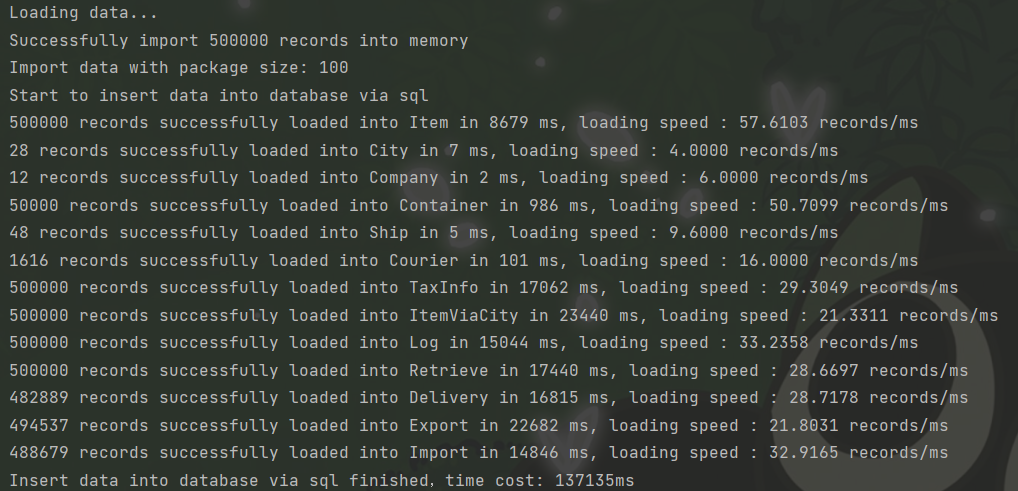 Loading data...
Successfully import 500000 records into memory
Import data with package size: 100
Start to insert data into database via sql
500000 records successfully loaded into Item in 8679 ms, loading speed : 57.6103 records/ms
28 records successfully loaded into City in 7 ms, loading speed : 4.0000 records/ms
12 records successfully loaded into Company in 2 ms, loading speed : 6.0000 records/ms
50000 records successfully loaded into Container in 986 ms, loading speed : 50.7099 records/ms
48 records successfully loaded into Ship in 5 ms, loading speed : 9.6000 records/ms
1616 records successfully loaded into Courier in 101 ms, loading speed : 16.0000 records/ms
500000 records successfully loaded into TaxInfo in 17062 ms, loading speed : 29.3049 records/ms
500000 records successfully loaded into ItemViaCity in 23440 ms, loading speed : 21.3311 records/ms
500000 records successfully loaded into Log in 15044 ms, loading speed : 33.2358 records/ms
500000 records successfully loaded into Retrieve in 17440 ms, loading speed : 28.6697 records/ms
482889 records successfully loaded into Delivery in 16815 ms, loading speed : 28.7178 records/ms
494537 records successfully loaded into Export in 22682 ms, loading speed : 21.8031 records/ms
488679 records successfully loaded into Import in 14846 ms, loading speed : 32.9165 records/ms
Insert data into database via sql finished, time cost: 137135ms